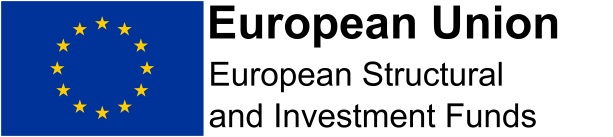 European Union
European Structural
and Investment Funds